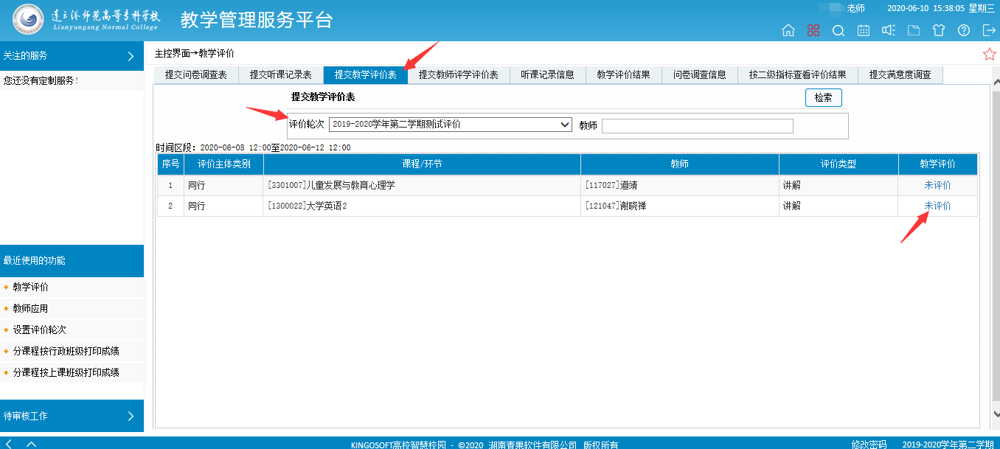 连云港师范高等专科学校
Lianyungang Normal College
教学管理服务平台
老师 2020-06-10 15:38:05 星期三
关注的服务
您还没有定制服务!
主控界面→教学评价
提交问卷调查表 提交听课记录表 提交教学评价表 提交教师评学评价表 听课记录信息 教学评价结果 问卷调查信息 按二级指标查看评价结果 提交满意度调查
提交教学评价表 检索
评价轮次 2019-2020学年第二学期测试评价 教师
时间区段：2020-06-08 12:00至2020-06-12 12:00
序号 评价主体类别 课程/环节 教师 评价类型 教学评价
1 同行 [3301007]儿童发展与教育心理学 [117027]道靖 讲解 未评价
2 同行 [1300022]大学英语2 [121047]谢晓禅 讲解 未评价
最近使用的功能
教学评价
教师应用
设置评价轮次
分课程按行政班级打印成绩
分课程按上课班级打印成绩
待审核工作
KINGOSOFT高校智慧校园 - ©2020 湖南青果软件有限公司 版权所有 修改密码 2019-2020学年第二学期